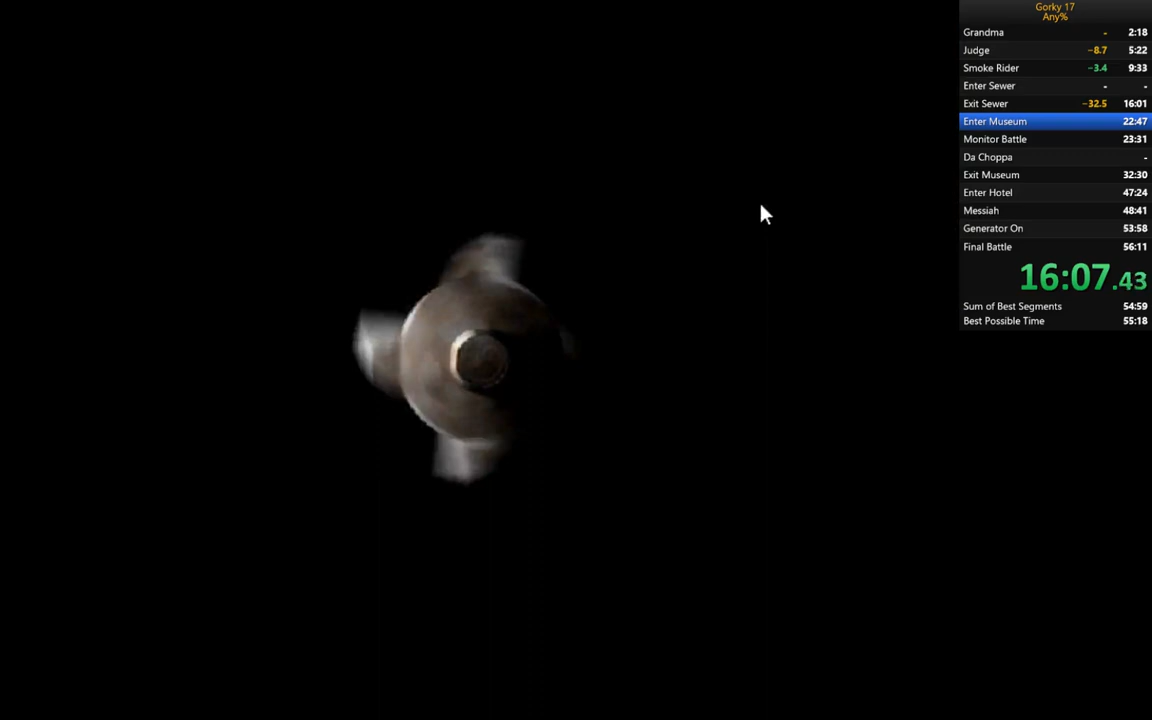 Gorky 17
Any%
Grandma - 2:18
Judge −8.7 5:22
Smoke Rider −3.4 9:33
Enter Sewer - -
Exit Sewer −32.5 16:01
Enter Museum 22:47
Monitor Battle 23:31
Da Choppa -
Exit Museum 32:30
Enter Hotel 47:24
Messiah 48:41
Generator On 53:58
Final Battle 56:11
16:07.43
Sum of Best Segments 54:59
Best Possible Time 55:18